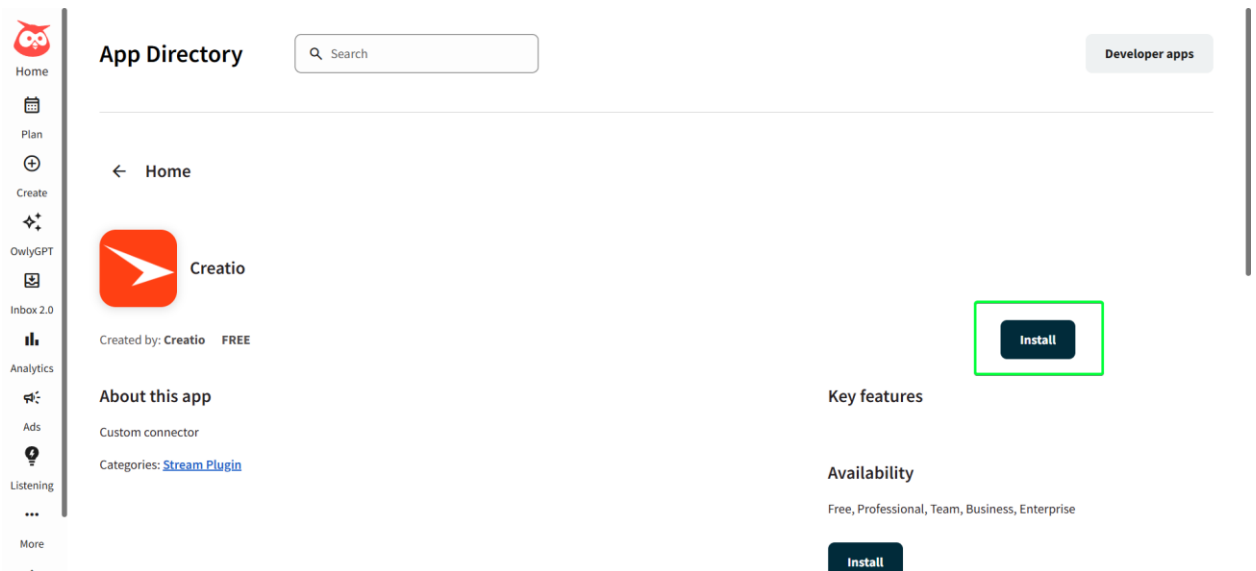 Home
Plan
Create
OwlyGPT
Inbox 2.0
Analytics
Ads
Listening
More
App Directory
Search
Developer apps
Home
Creatio
Created by: Creatio FREE
Install
About this app
Custom connector
Categories: Stream Plugin
Key features
Availability
Free, Professional, Team, Business, Enterprise
Install